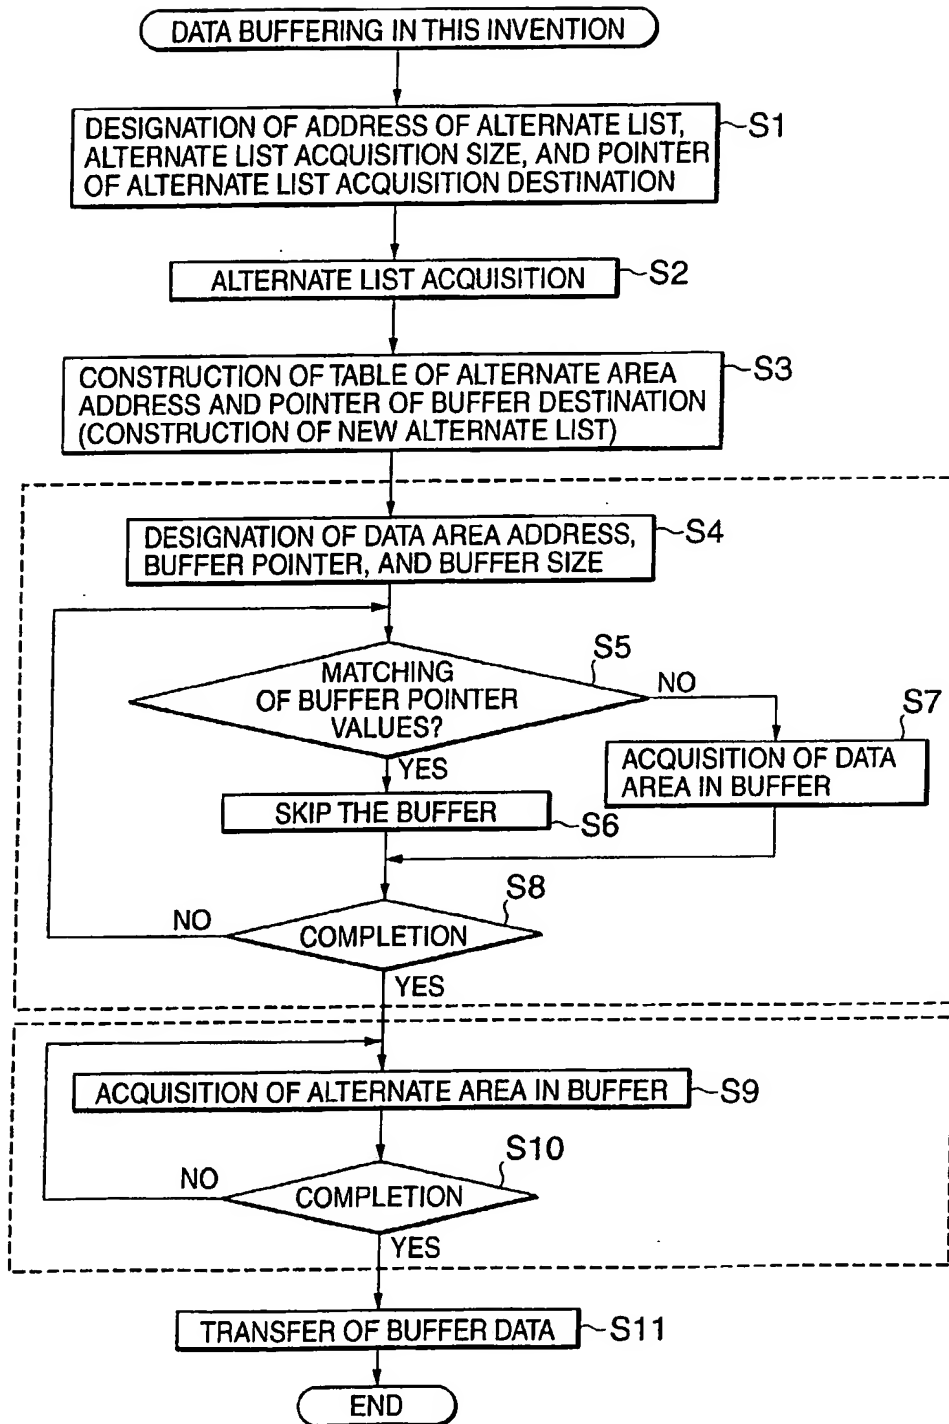 DATA BUFFERING IN THIS INVENTION
DESIGNATION OF ADDRESS OF ALTERNATE LIST,
ALTERNATE LIST ACQUISITION SIZE, AND POINTER
OF ALTERNATE LIST ACQUISITION DESTINATION
S1
ALTERNATE LIST ACQUISITION
S2
CONSTRUCTION OF TABLE OF ALTERNATE AREA
ADDRESS AND POINTER OF BUFFER DESTINATION
(CONSTRUCTION OF NEW ALTERNATE LIST)
S3
DESIGNATION OF DATA AREA ADDRESS,
BUFFER POINTER, AND BUFFER SIZE
S4
MATCHING
OF BUFFER POINTER
VALUES?
S5
NO
YES
ACQUISITION OF DATA
AREA IN BUFFER
S7
SKIP THE BUFFER
S6
COMPLETION
S8
NO
YES
ACQUISITION OF ALTERNATE AREA IN BUFFER
S9
COMPLETION
S10
NO
YES
TRANSFER OF BUFFER DATA
S11
END